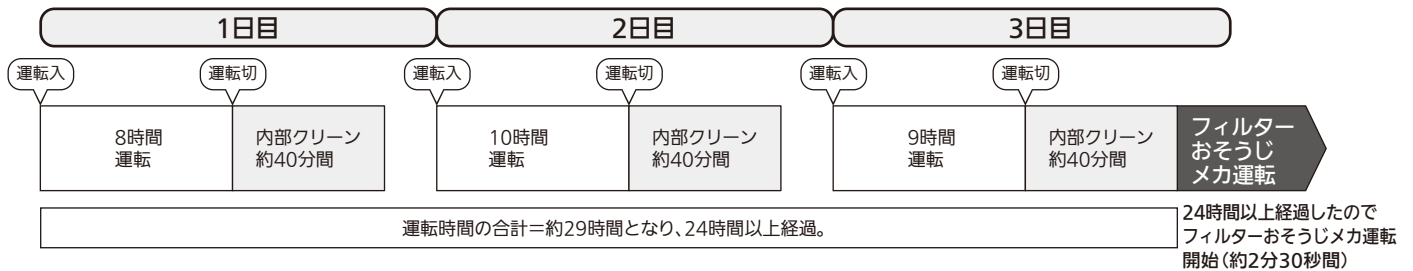 1日目
2日目
3日目
運転入
運転切
運転入
運転切
運転入
運転切
8時間
運転
内部クリーン
約40分間
10時間
運転
内部クリーン
約40分間
9時間
運転
内部クリーン
約40分間
フィルター
おそうじ
メカ運転
運転時間の合計＝約29時間となり、24時間以上経過。
24時間以上経過したので
フィルターおそうじメカ運転
開始（約2分30秒間）